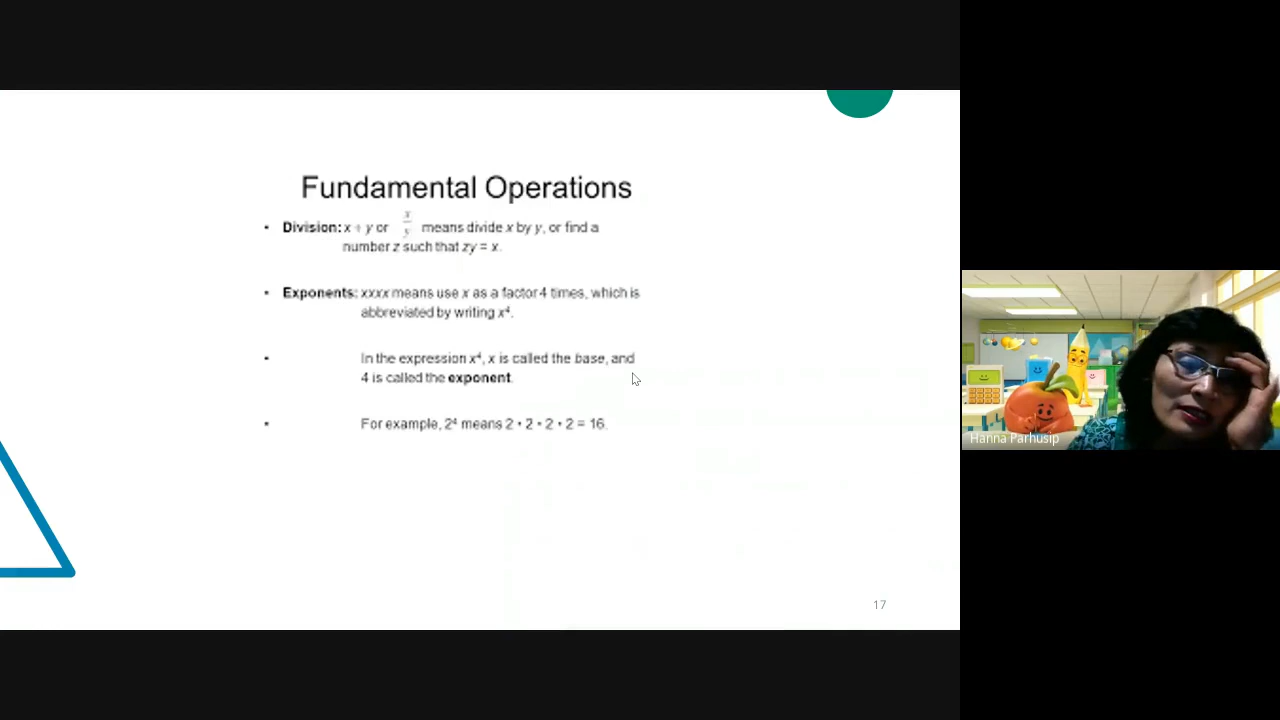 Fundamental Operations
• Division: x ÷ y or x/y means divide x by y, or find a
number z such that zy = x.
• Exponents: xxxx means use x as a factor 4 times, which is
abbreviated by writing x⁴.
• In the expression x⁴, x is called the base, and
4 is called the exponent.
• For example, 2⁴ means 2 • 2 • 2 • 2 = 16.
17
Hanna Parhusip